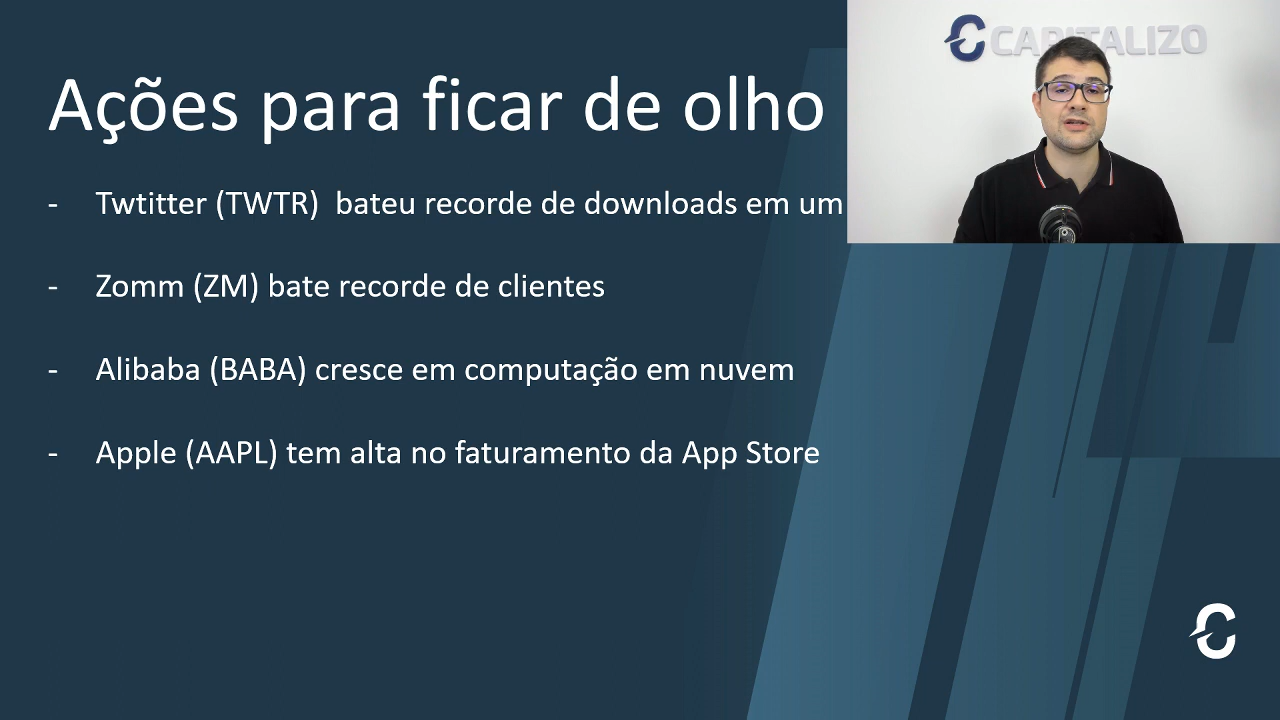 CAPITALIZO
Ações para ficar de olho
- Twtitter (TWTR) bateu recorde de downloads em um
- Zomm (ZM) bate recorde de clientes
- Alibaba (BABA) cresce em computação em nuvem
- Apple (AAPL) tem alta no faturamento da App Store